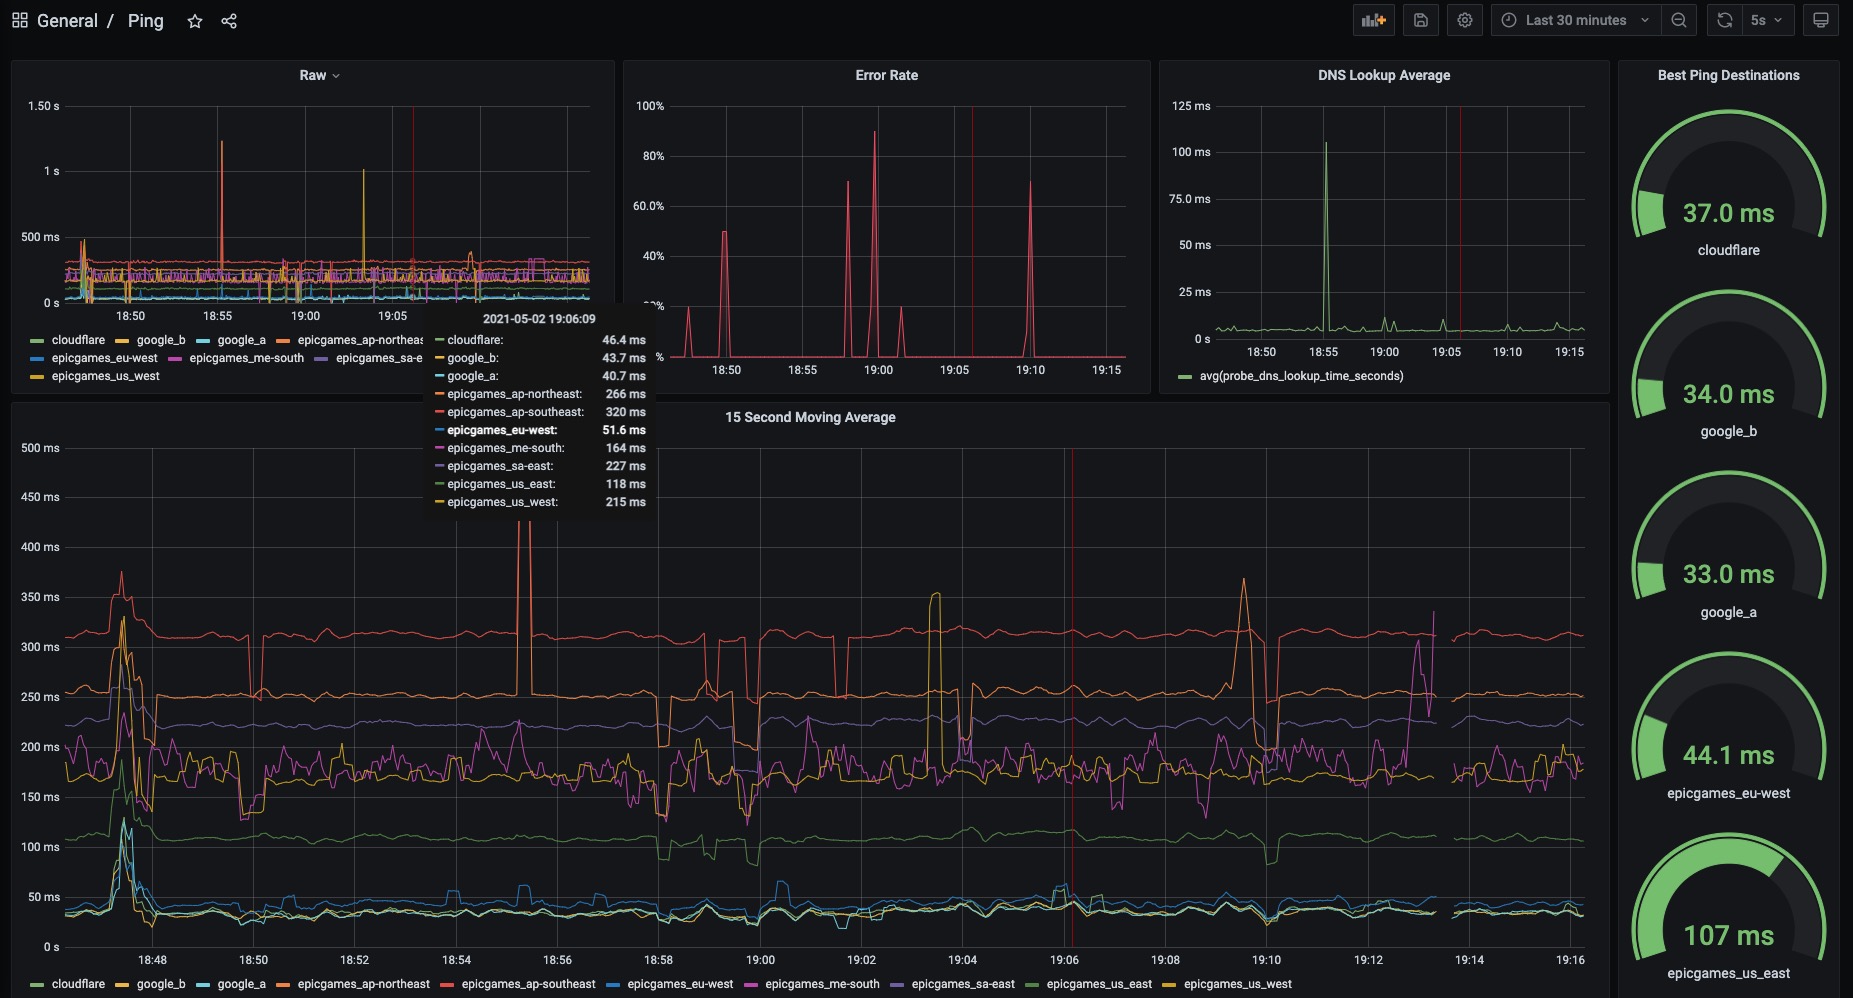 General / Ping
Last 30 minutes
5s
Raw
1.50 s
1 s
500 ms
0 s
18:50 18:55 19:00 19:05
cloudflare google_b google_a epicgames_ap-northeas
epicgames_eu-west epicgames_me-south epicgames_sa-e
epicgames_us_west
Error Rate
100%
80%
60.0%
40%
%
18:50 18:55 19:00 19:05 19:10 19:15
DNS Lookup Average
125 ms
100 ms
75.0 ms
50 ms
25 ms
0 s
18:50 18:55 19:00 19:05 19:10 19:15
avg(probe_dns_lookup_time_seconds)
Best Ping Destinations
37.0 ms
cloudflare
34.0 ms
google_b
33.0 ms
google_a
44.1 ms
epicgames_eu-west
107 ms
epicgames_us_east
2021-05-02 19:06:09
cloudflare: 46.4 ms
google_b: 43.7 ms
google_a: 40.7 ms
epicgames_ap-northeast: 266 ms
epicgames_ap-southeast: 320 ms
epicgames_eu-west: 51.6 ms
epicgames_me-south: 164 ms
epicgames_sa-east: 227 ms
epicgames_us_east: 118 ms
epicgames_us_west: 215 ms
15 Second Moving Average
500 ms
450 ms
400 ms
350 ms
300 ms
250 ms
200 ms
150 ms
100 ms
50 ms
0 s
18:48 18:50 18:52 18:54 18:56 18:58 19:00 19:02 19:04 19:06 19:08 19:10 19:12 19:14 19:16
cloudflare google_b google_a epicgames_ap-northeast epicgames_ap-southeast epicgames_eu-west epicgames_me-south epicgames_sa-east epicgames_us_east epicgames_us_west